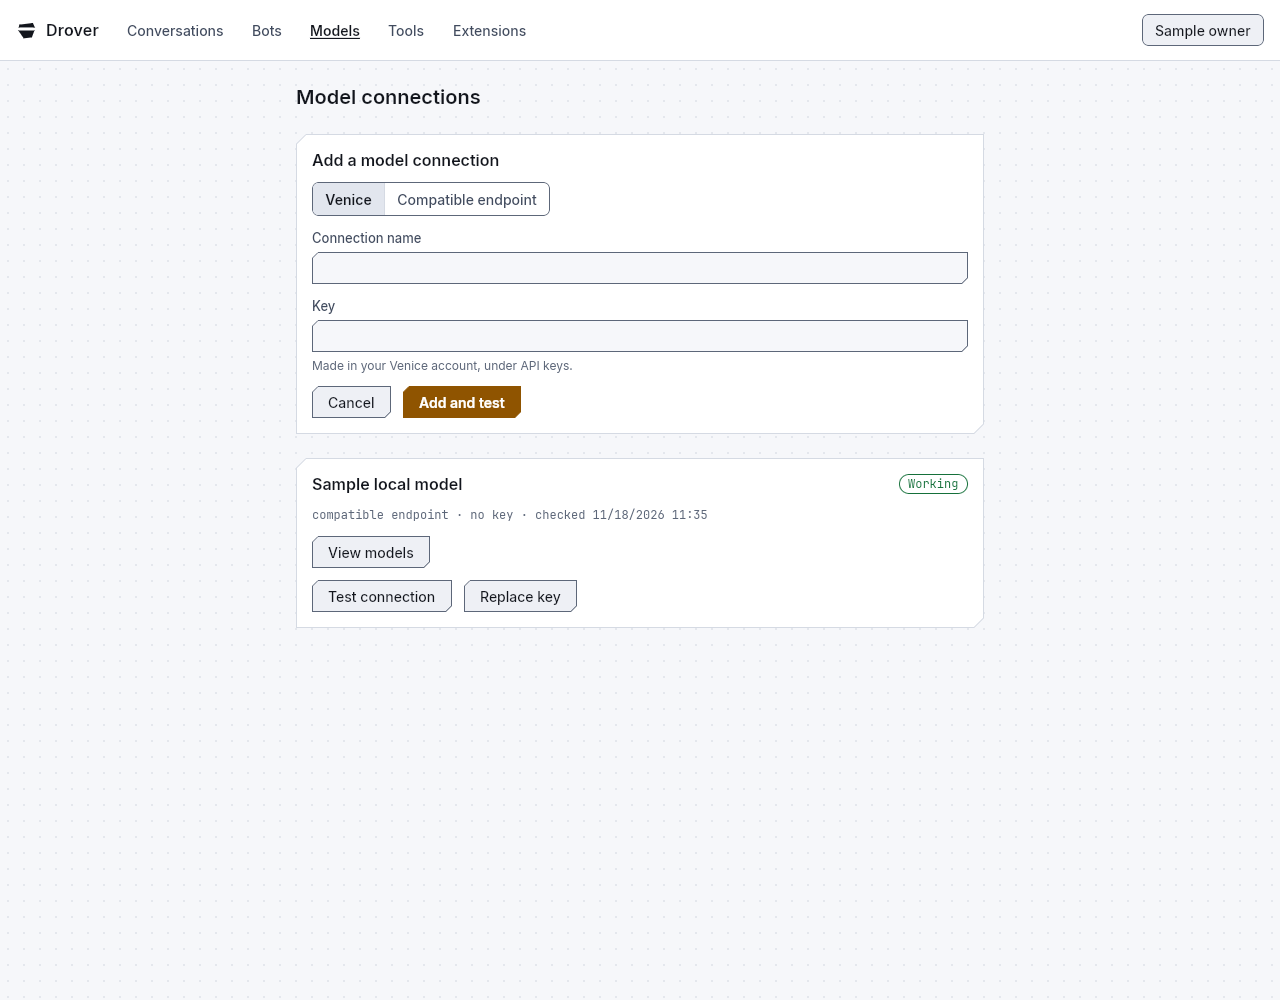 Drover
Conversations
Bots
Models
Tools
Extensions
Sample owner
Model connections
Add a model connection
Venice
Compatible endpoint
Connection name
Key
Made in your Venice account, under API keys.
Cancel
Add and test
Sample local model
Working
compatible endpoint · no key · checked 11/18/2026 11:35
View models
Test connection
Replace key